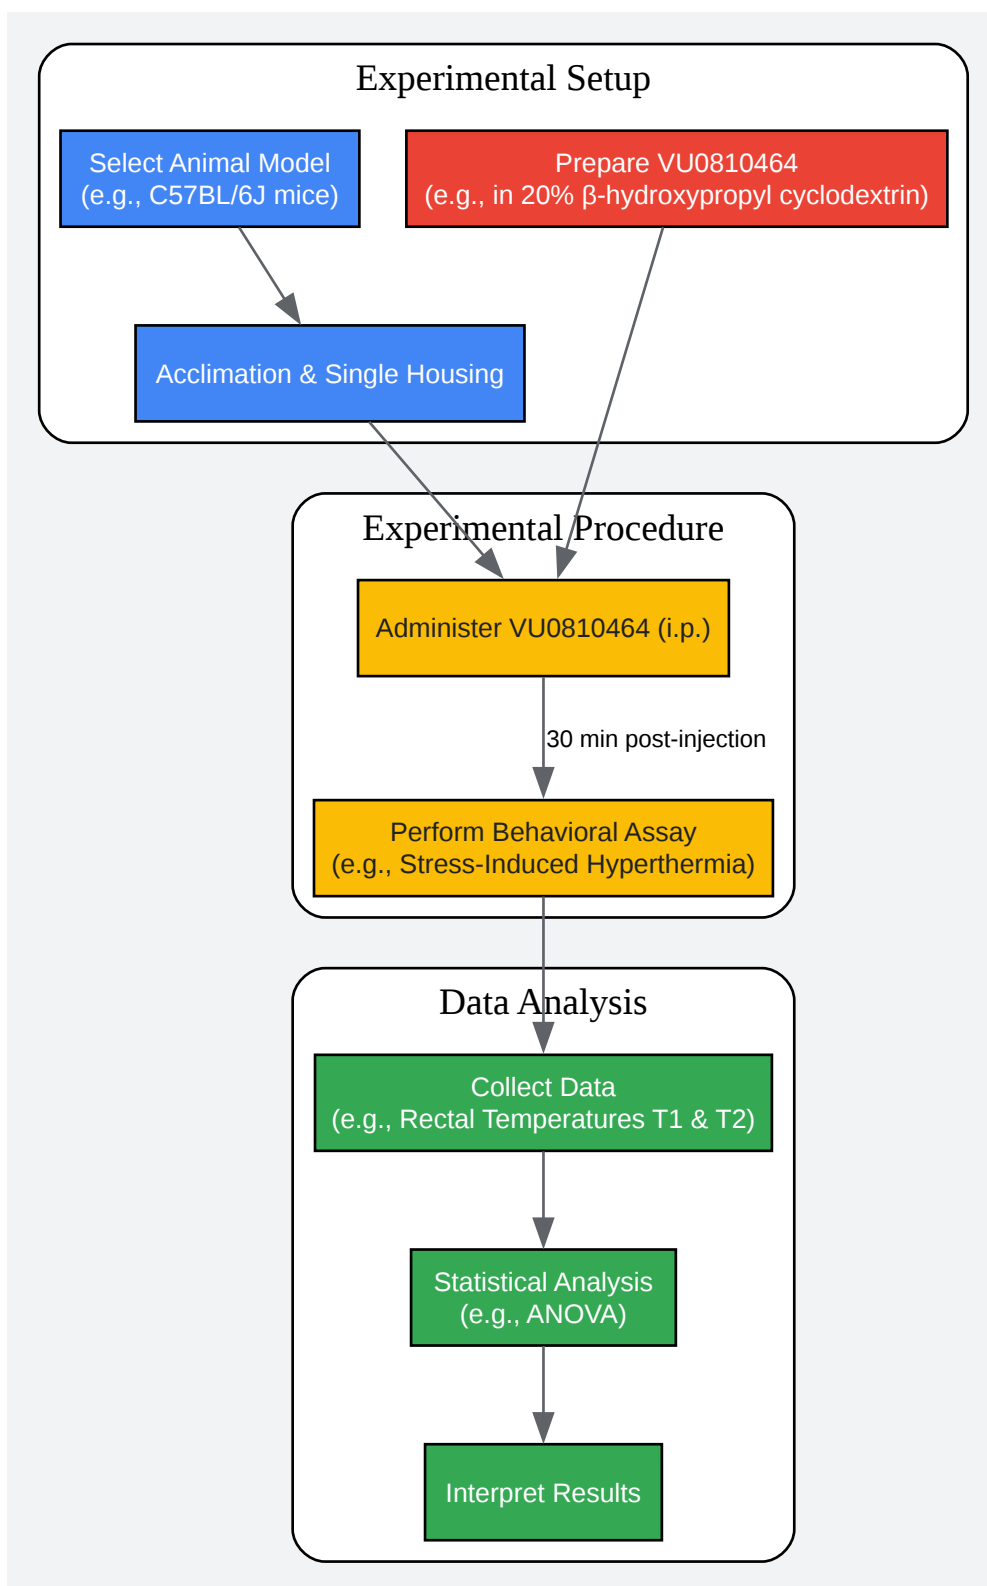 Experimental Setup
Select Animal Model
(e.g., C57BL/6J mice)
Prepare VU0810464
(e.g., in 20% β-hydroxypropyl cyclodextrin)
Acclimation & Single Housing
Experimental Procedure
Administer VU0810464 (i.p.)
30 min post-injection
Perform Behavioral Assay
(e.g., Stress-Induced Hyperthermia)
Data Analysis
Collect Data
(e.g., Rectal Temperatures T1 & T2)
Statistical Analysis
(e.g., ANOVA)
Interpret Results